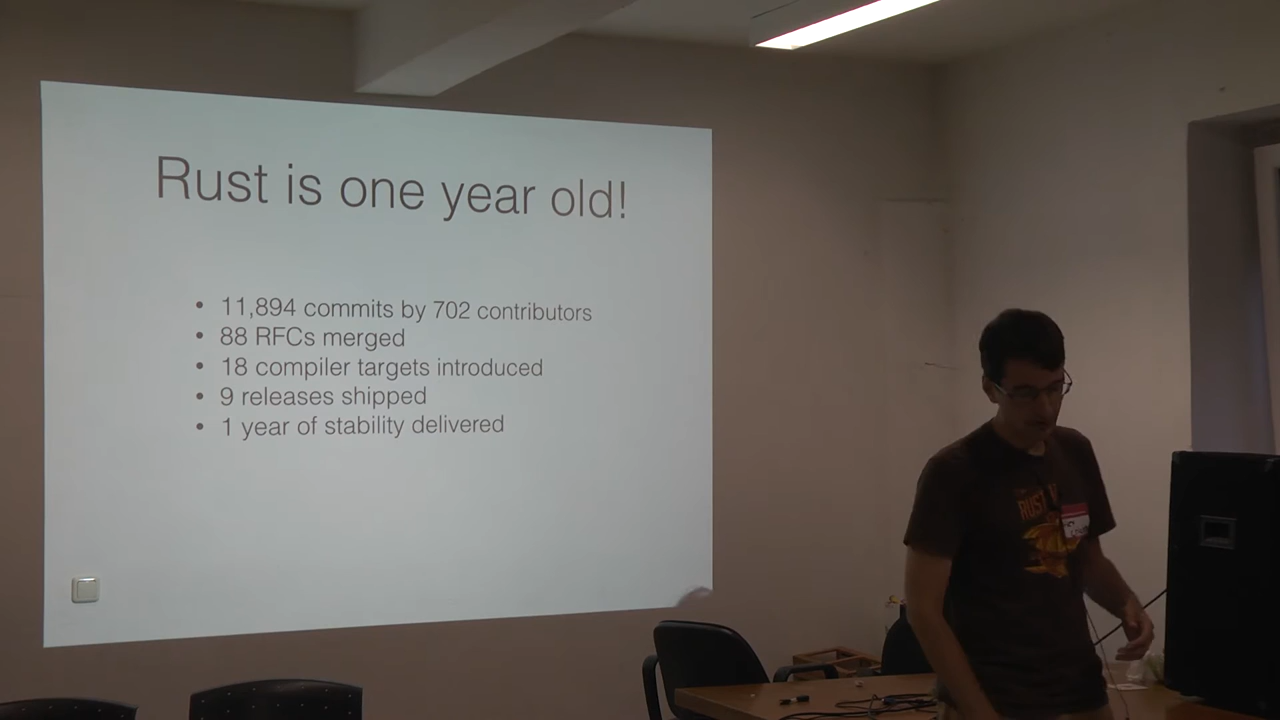 Rust is one year old!
• 11,894 commits by 702 contributors
• 88 RFCs merged
• 18 compiler targets introduced
• 9 releases shipped
• 1 year of stability delivered
RUST